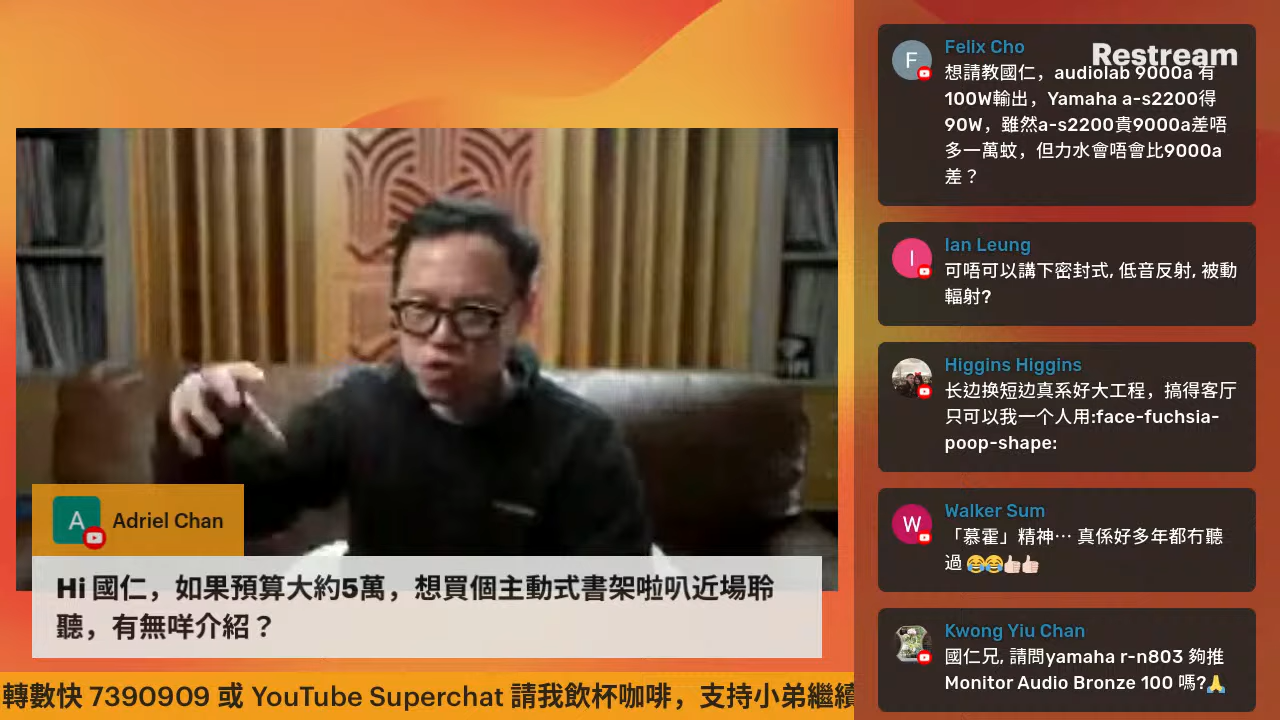 Adriel Chan
A
Hi 國仁，如果預算大約5萬，想買個主動式書架啦叭近場聆
聽，有無咩介紹？
轉數快 7390909 或 YouTube Superchat 請我飲杯咖啡，支持小弟繼續
Restream
F
Felix Cho
想請教國仁，audiolab 9000a 有
100W輸出，Yamaha a-s2200得
90W，雖然a-s2200貴9000a差唔
多一萬蚊，但力水會唔會比9000a
差？
I
Ian Leung
可唔可以講下密封式, 低音反射, 被動
輻射?
Higgins Higgins
长边换短边真系好大工程，搞得客厅
只可以我一个人用:face-fuchsia-
poop-shape:
W
Walker Sum
「慕霍」精神⋯ 真係好多年都冇聽
過 😂😂👍🏻👍🏻
Kwong Yiu Chan
國仁兄, 請問yamaha r-n803 夠推
Monitor Audio Bronze 100 嗎?🙏